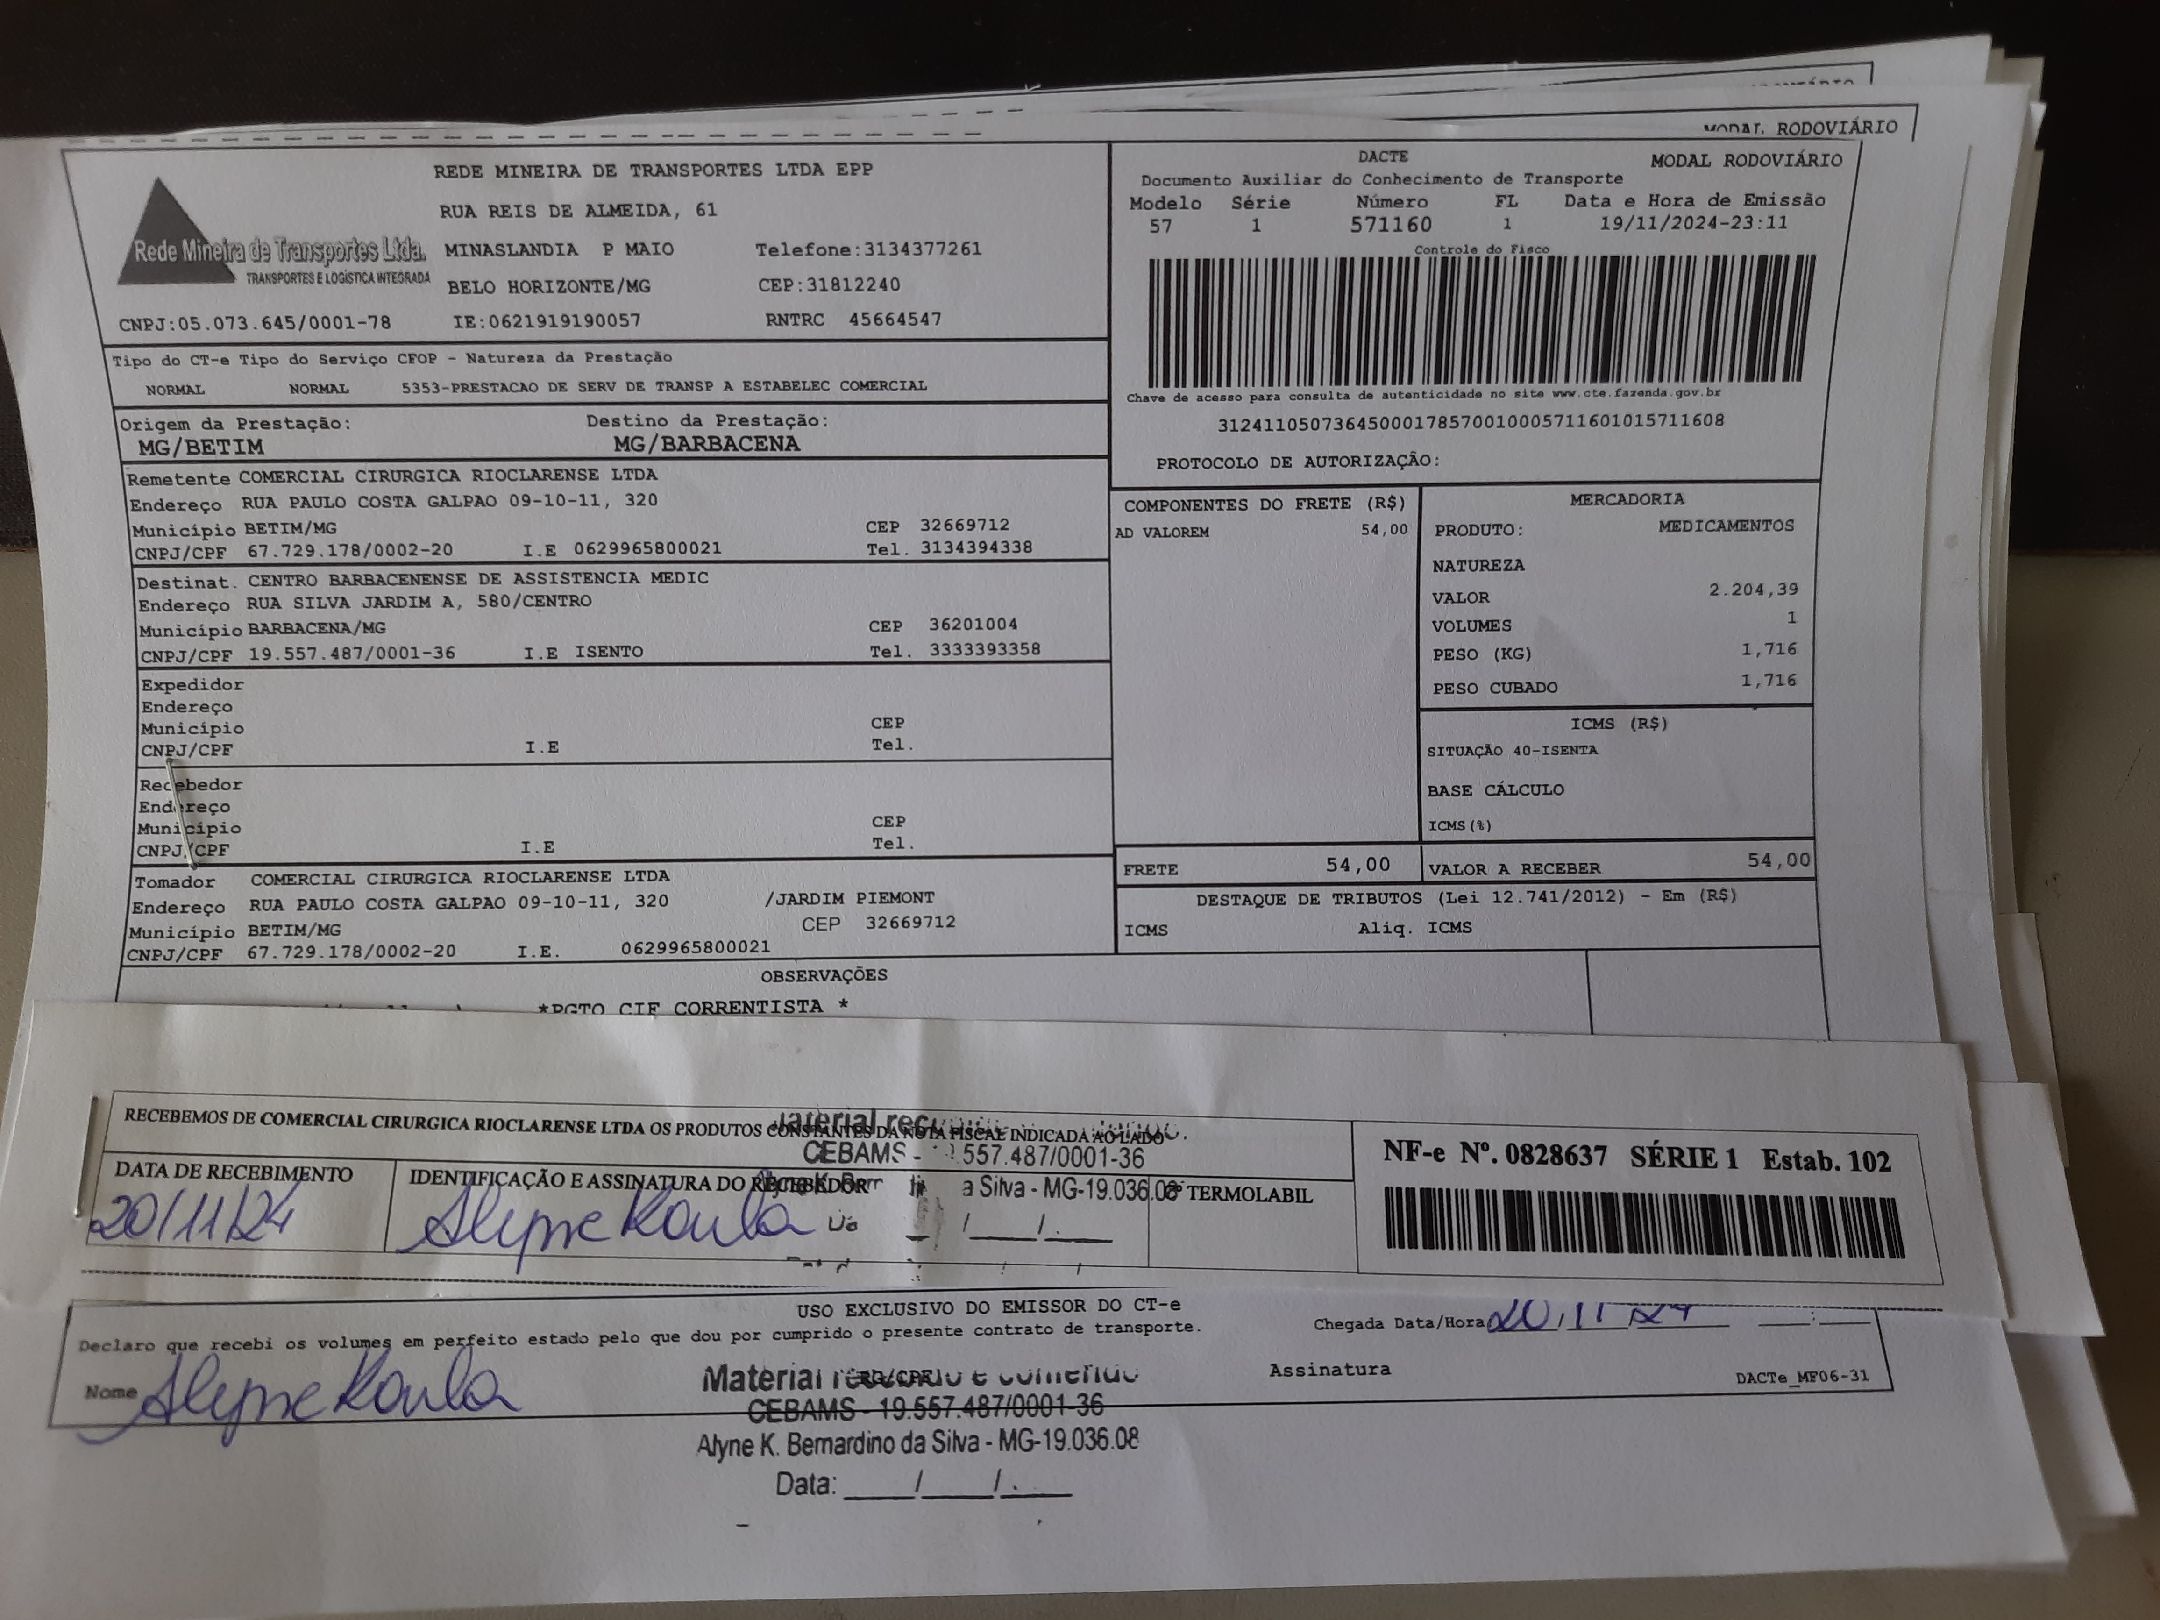 MODAL RODOVIÁRIO
REDE MINEIRA DE TRANSPORTES LTDA EPP
RUA REIS DE ALMEIDA, 61
Rede Mineira de Transportes Ltda.
TRANSPORTES E LOGÍSTICA INTEGRADA
MINASLANDIA P MAIO Telefone:3134377261
BELO HORIZONTE/MG CEP:31812240
CNPJ:05.073.645/0001-78 IE:0621919190057 RNTRC 45664547
DACTE MODAL RODOVIÁRIO
Documento Auxiliar do Conhecimento de Transporte
Modelo Série Número FL Data e Hora de Emissão
57 1 571160 1 19/11/2024-23:11
Controle do Fisco
Chave de acesso para consulta de autenticidade no site www.cte.fazenda.gov.br
31241105073645000178570010005711601015711608
PROTOCOLO DE AUTORIZAÇÃO:
Tipo do CT-e Tipo do Serviço CFOP - Natureza da Prestação
NORMAL NORMAL 5353-PRESTACAO DE SERV DE TRANSP A ESTABELEC COMERCIAL
Origem da Prestação: Destino da Prestação:
MG/BETIM MG/BARBACENA
Remetente COMERCIAL CIRURGICA RIOCLARENSE LTDA
Endereço RUA PAULO COSTA GALPAO 09-10-11, 320
Município BETIM/MG CEP 32669712
CNPJ/CPF 67.729.178/0002-20 I.E 0629965800021 Tel. 3134394338
Destinat. CENTRO BARBACENENSE DE ASSISTENCIA MEDIC
Endereço RUA SILVA JARDIM A, 580/CENTRO
Município BARBACENA/MG CEP 36201004
CNPJ/CPF 19.557.487/0001-36 I.E ISENTO Tel. 3333393358
Expedidor
Endereço
Município CEP
CNPJ/CPF I.E Tel.
Recebedor
Endereço
Município CEP
CNPJ/CPF I.E Tel.
Tomador COMERCIAL CIRURGICA RIOCLARENSE LTDA
Endereço RUA PAULO COSTA GALPAO 09-10-11, 320 /JARDIM PIEMONT
Município BETIM/MG CEP 32669712
CNPJ/CPF 67.729.178/0002-20 I.E. 0629965800021
COMPONENTES DO FRETE (R$)
AD VALOREM 54,00
MERCADORIA
PRODUTO: MEDICAMENTOS
NATUREZA
VALOR 2.204,39
VOLUMES 1
PESO (KG) 1,716
PESO CUBADO 1,716
ICMS (R$)
SITUAÇÃO 40-ISENTA
BASE CÁLCULO
ICMS(%)
FRETE 54,00 VALOR A RECEBER 54,00
DESTAQUE DE TRIBUTOS (Lei 12.741/2012) - Em (R$)
ICMS Aliq. ICMS
OBSERVAÇÕES
*PGTO CIF CORRENTISTA *
RECEBEMOS DE COMERCIAL CIRURGICA RIOCLARENSE LTDA OS PRODUTOS CONSTANTES DA NOTA FISCAL INDICADA AO LADO
Material
CEBAMS - 557.487/0001-36
DATA DE RECEBIMENTO IDENTIFICAÇÃO E ASSINATURA DO RECEBEDOR TERMOLABIL
a Silva - MG-19.036.08
20/11/24 Alyne Karla
NF-e Nº. 0828637 SÉRIE 1 Estab. 102
USO EXCLUSIVO DO EMISSOR DO CT-e
Declaro que recebi os volumes em perfeito estado pelo que dou por cumprido o presente contrato de transporte.
Chegada Data/Hora 20/11/24
Nome Alyne Karla RG/CPF Assinatura
DACTe_MF06-31
Material
CEBAMS - 19.557.487/0001-36
Alyne K. Bernardino da Silva - MG-19.036.08
Data: ____/____/____